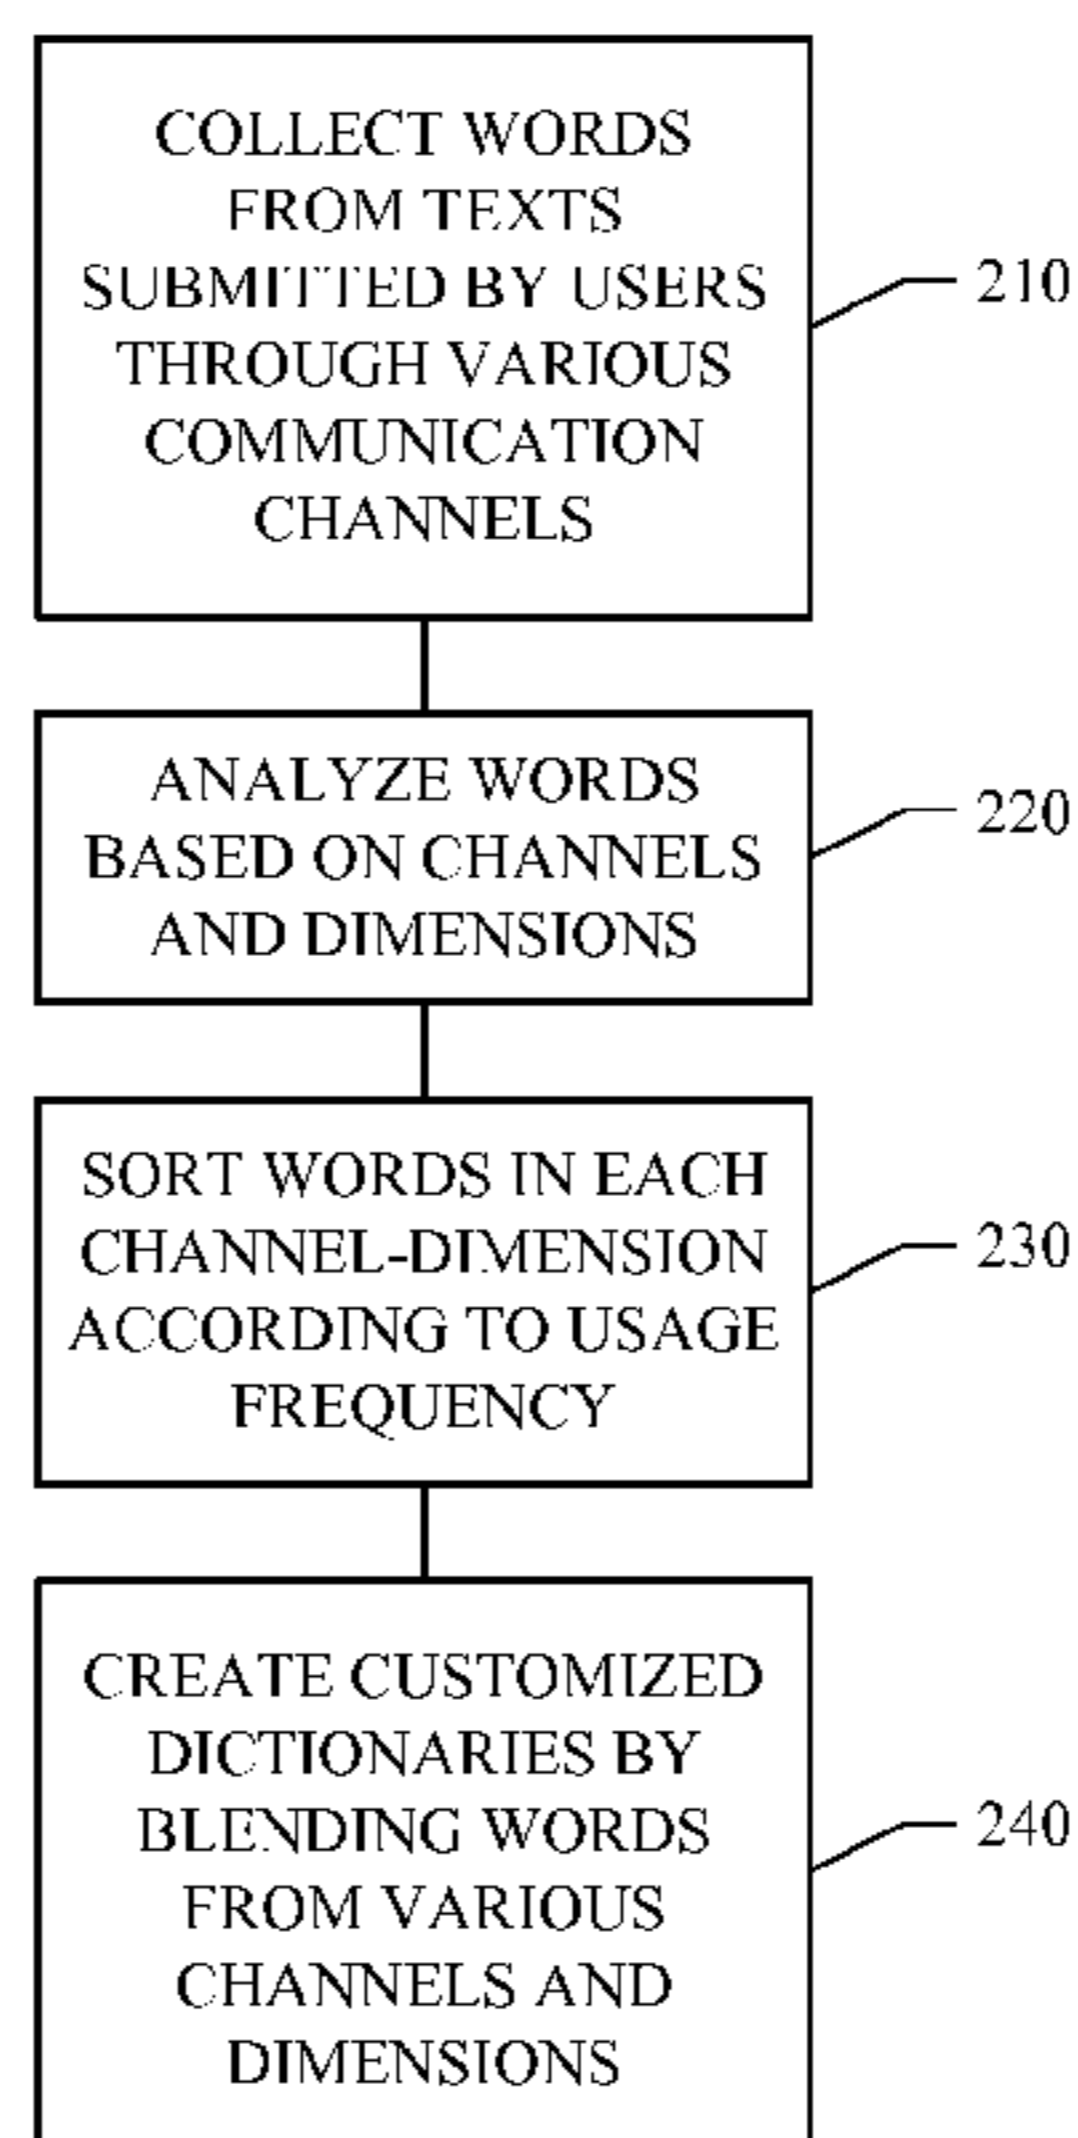 COLLECT WORDS
FROM TEXTS
SUBMITTED BY USERS
THROUGH VARIOUS
COMMUNICATION
CHANNELS
210
ANALYZE WORDS
BASED ON CHANNELS
AND DIMENSIONS
220
SORT WORDS IN EACH
CHANNEL-DIMENSION
ACCORDING TO USAGE
FREQUENCY
230
CREATE CUSTOMIZED
DICTIONARIES BY
BLENDING WORDS
FROM VARIOUS
CHANNELS AND
DIMENSIONS
240